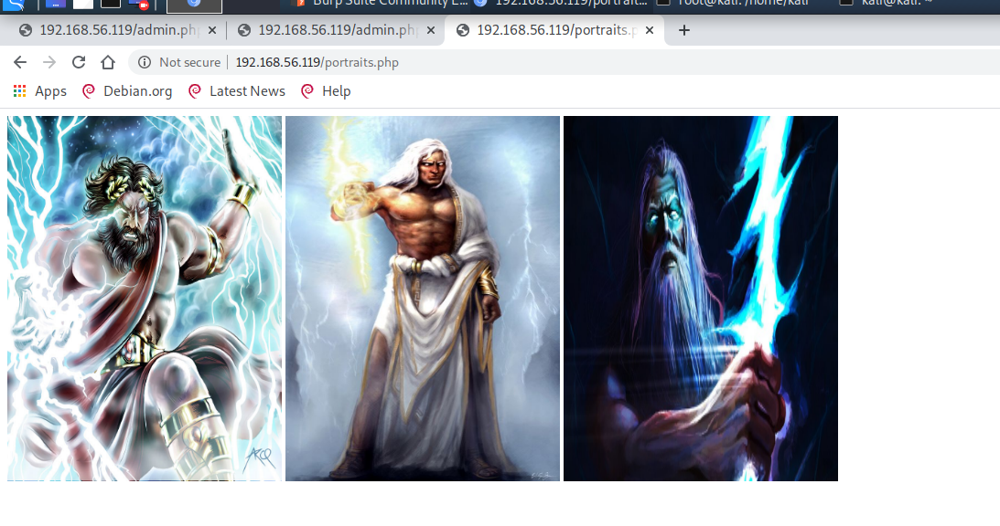 Burp Suite Community E...
192.168.56.119/portrait...
root@kali: /home/kali
kali@kali: ~
192.168.56.119/admin.ph
192.168.56.119/admin.ph
192.168.56.119/portraits.p
Not secure
192.168.56.119/portraits.php
Apps
Debian.org
Latest News
Help